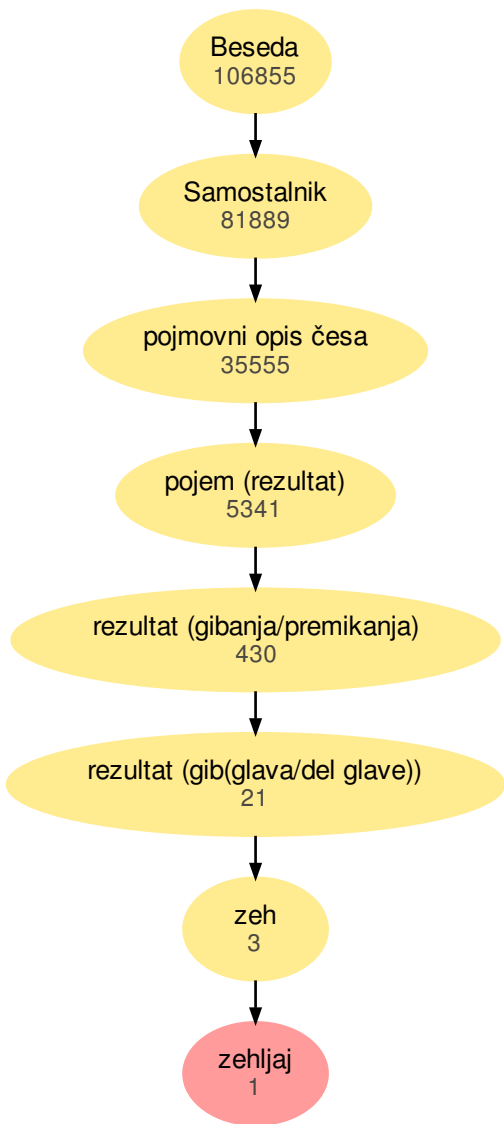 Beseda
106855
Samostalnik
81889
pojmovni opis česa
35555
pojem (rezultat)
5341
rezultat (gibanja/premikanja)
430
rezultat (gib(glava/del glave))
21
zeh
3
zehljaj
1